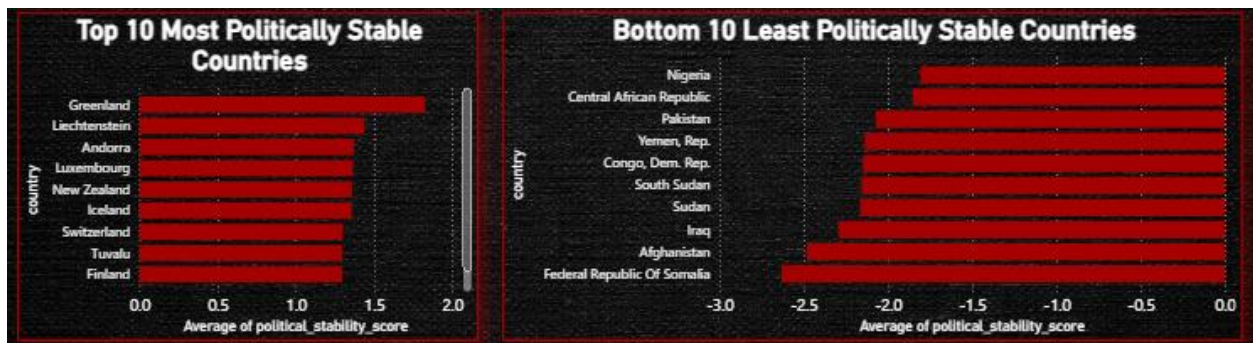 Top 10 Most Politically Stable
Countries
country
Greenland
Liechtenstein
Andorra
Luxembourg
New Zealand
Iceland
Switzerland
Tuvalu
Finland
0.0 0.5 1.0 1.5 2.0
Average of political_stability_score
Bottom 10 Least Politically Stable Countries
country
Nigeria
Central African Republic
Pakistan
Yemen, Rep.
Congo, Dem. Rep.
South Sudan
Sudan
Iraq
Afghanistan
Federal Republic Of Somalia
-3.0 -2.5 -2.0 -1.5 -1.0 -0.5 0.0
Average of political_stability_score